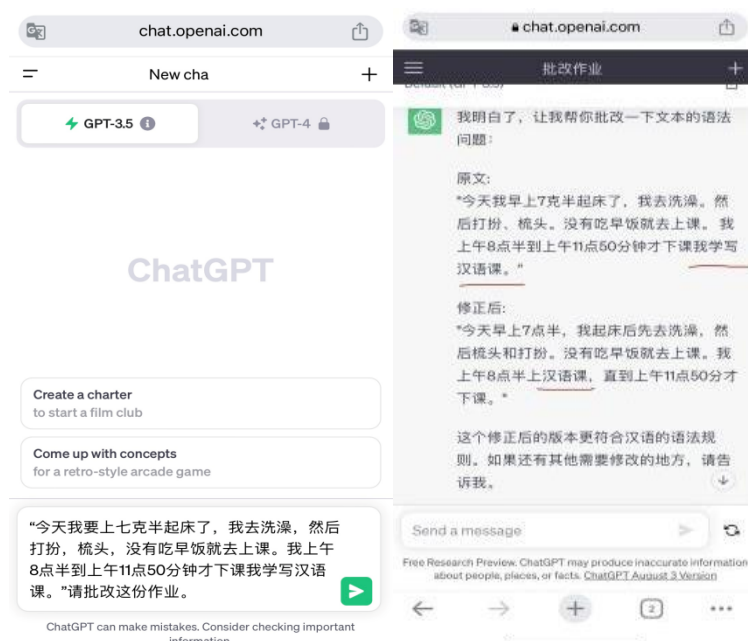 chat.openai.com
New cha
GPT-3.5
GPT-4
ChatGPT
Create a charter
to start a film club
Come up with concepts
for a retro-style arcade game
“今天我要上七克半起床了，我去洗澡，然后
打扮，梳头，没有吃早饭就去上课。我上午
8点半到上午11点50分钟才下课我学写汉语
课。”请批改这份作业。
ChatGPT can make mistakes. Consider checking important
information.
chat.openai.com
批改作业
Default (GPT-3.5)
我明白了，让我帮你批改一下文本的语法
问题：
原文:
"今天我早上7克半起床了，我去洗澡。然
后打扮、梳头。没有吃早饭就去上课。 我
上午8点半到上午11点50分钟才下课我学写
汉语课。"
修正后:
"今天早上7点半，我起床后先去洗澡，然
后梳头和打扮。没有吃早饭就去上课。我
上午8点半上汉语课，直到上午11点50分才
下课。"
这个修正后的版本更符合汉语的语法规
则。如果还有其他需要修改的地方，请告
诉我。
Send a message
Free Research Preview. ChatGPT may produce inaccurate information
about people, places, or facts. ChatGPT August 3 Version
2